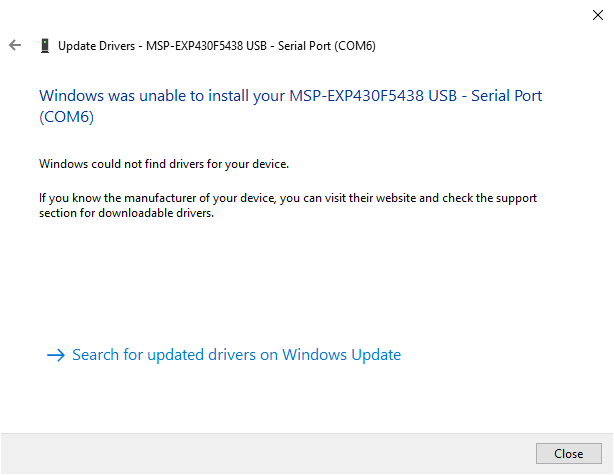 Update Drivers - MSP-EXP430F5438 USB - Serial Port (COM6)
Windows was unable to install your MSP-EXP430F5438 USB - Serial Port
(COM6)
Windows could not find drivers for your device.
If you know the manufacturer of your device, you can visit their website and check the support
section for downloadable drivers.
Search for updated drivers on Windows Update
Close